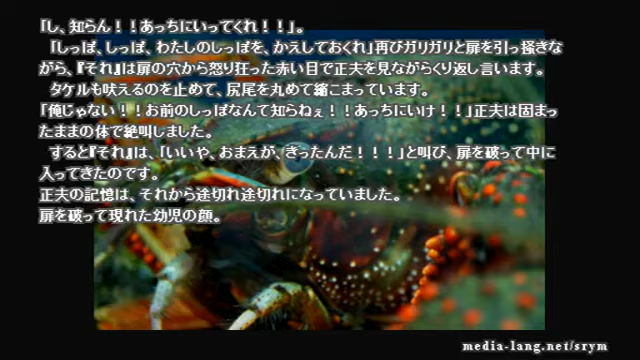 「し、知らん！！あっちにいってくれ！！」。
「しっぽ、しっぽ、わたしのしっぽを、かえしておくれ」再びガリガリと扉を引っ掻きな
がら、『それ』は扉の穴から怒り狂った赤い目で正夫を見ながらくり返し言います。
タケルも吠えるのを止めて、尻尾を丸めて縮こまっています。
「俺じゃない！！お前のしっぽなんて知らねぇ！！あっちにいけ！！」正夫は固まっ
たままの体で絶叫しました。
すると『それ』は、「いいや、おまえが、きったんだ！！！」と叫び、扉を破って中に
入ってきたのです。
正夫の記憶は、それから途切れ途切れになっていました。
扉を破って現れた幼児の顔。
media-lang.net/srym